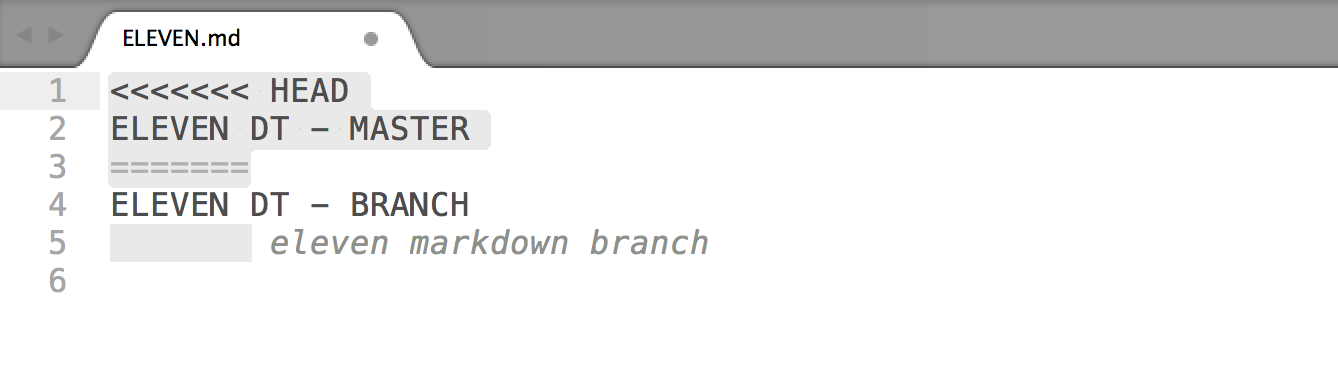 ELEVEN.md
1 <<<<<<< HEAD
2 ELEVEN DT - MASTER
3 =======
4 ELEVEN DT - BRANCH
5 eleven markdown branch
6